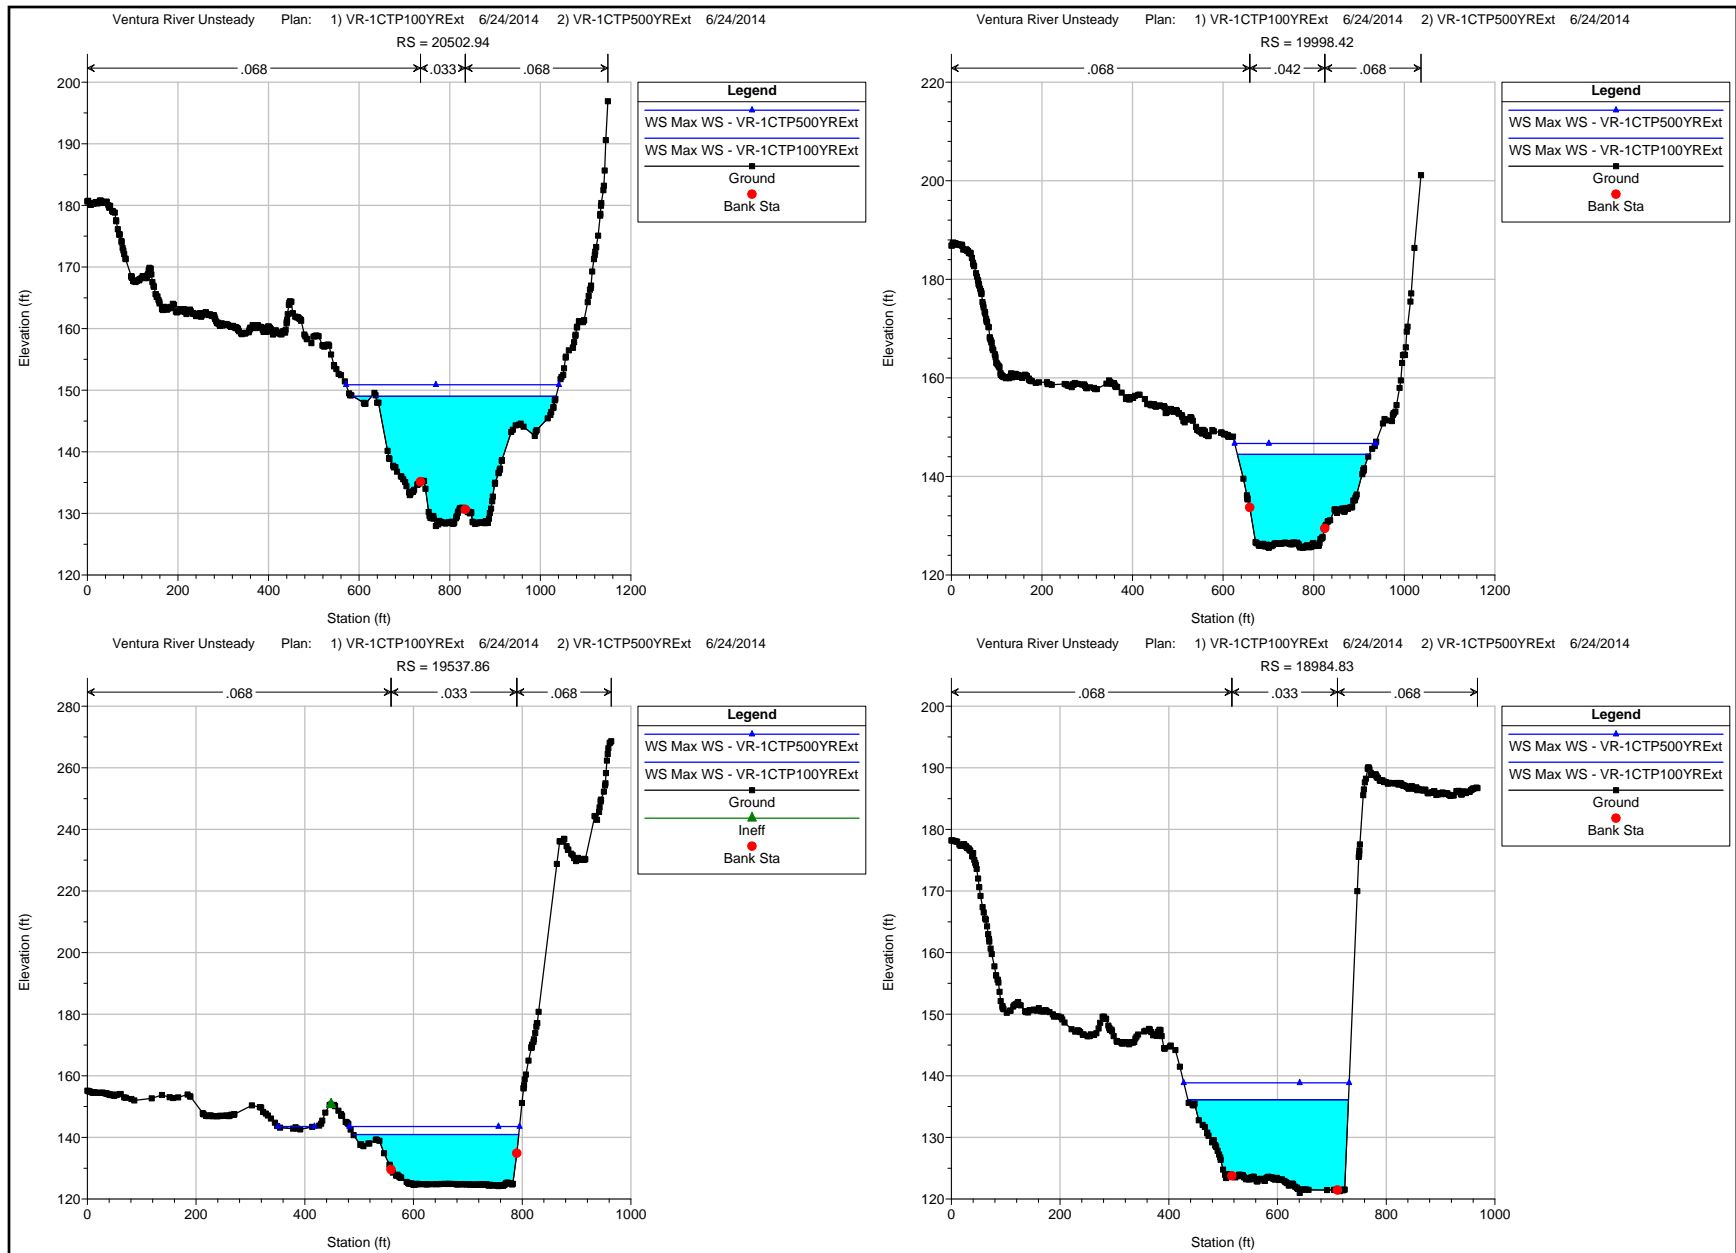 Ventura River Unsteady Plan: 1) VR-1CTP100YRExt 6/24/2014 2) VR-1CTP500YRExt 6/24/2014
RS = 20502.94
.068 .033 .068
Legend
WS Max WS - VR-1CTP500YRExt
WS Max WS - VR-1CTP100YRExt
Ground
Bank Sta
200
190
180
170
160
150
140
130
120
Elevation (ft)
0 200 400 600 800 1000 1200
Station (ft)
Ventura River Unsteady Plan: 1) VR-1CTP100YRExt 6/24/2014 2) VR-1CTP500YRExt 6/24/2014
RS = 19998.42
.068 .042 .068
Legend
WS Max WS - VR-1CTP500YRExt
WS Max WS - VR-1CTP100YRExt
Ground
Bank Sta
220
200
180
160
140
120
Elevation (ft)
0 200 400 600 800 1000 1200
Station (ft)
Ventura River Unsteady Plan: 1) VR-1CTP100YRExt 6/24/2014 2) VR-1CTP500YRExt 6/24/2014
RS = 19537.86
.068 .033 .068
Legend
WS Max WS - VR-1CTP500YRExt
WS Max WS - VR-1CTP100YRExt
Ground
Ineff
Bank Sta
280
260
240
220
200
180
160
140
120
Elevation (ft)
0 200 400 600 800 1000
Station (ft)
Ventura River Unsteady Plan: 1) VR-1CTP100YRExt 6/24/2014 2) VR-1CTP500YRExt 6/24/2014
RS = 18984.83
.068 .033 .068
Legend
WS Max WS - VR-1CTP500YRExt
WS Max WS - VR-1CTP100YRExt
Ground
Bank Sta
200
190
180
170
160
150
140
130
120
Elevation (ft)
0 200 400 600 800 1000
Station (ft)